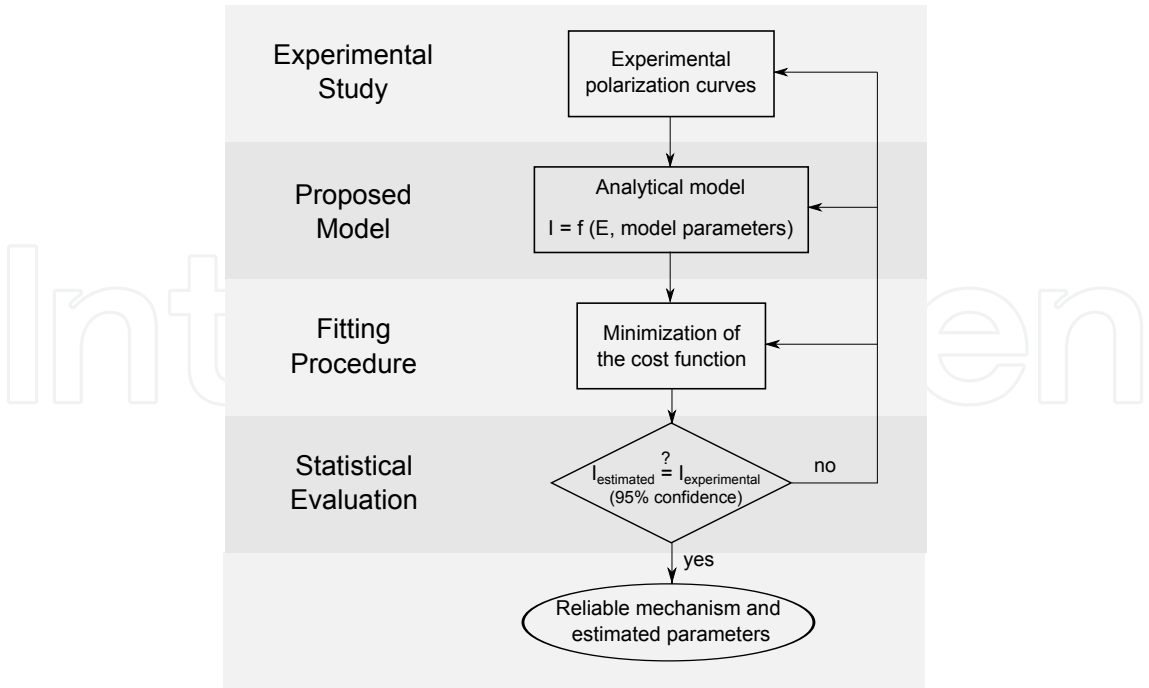 Experimental
Study
Experimental
polarization curves
Proposed
Model
Analytical model
I = f (E, model parameters)
Fitting
Procedure
Minimization of
the cost function
Statistical
Evaluation
?
I_estimated = I_experimental
(95% confidence)
no
yes
Reliable mechanism and
estimated parameters